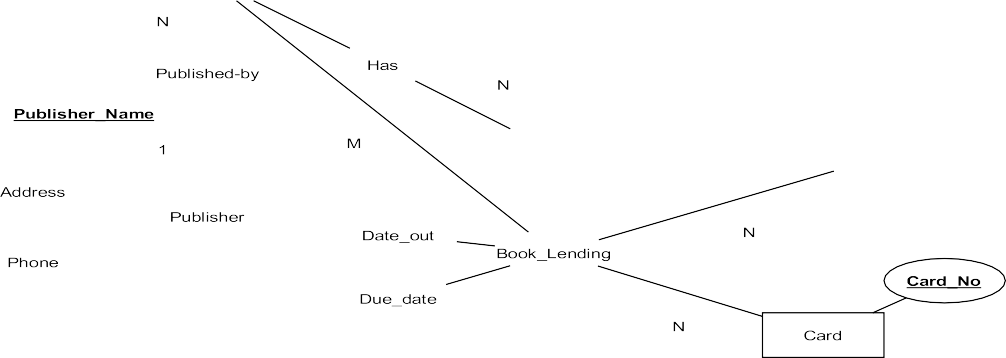 N
Has
Published-by
N
Publisher_Name
M
1
Address
Publisher
N
Date_out
Book_Lending
Phone
Card_No
Due_date
N
Card